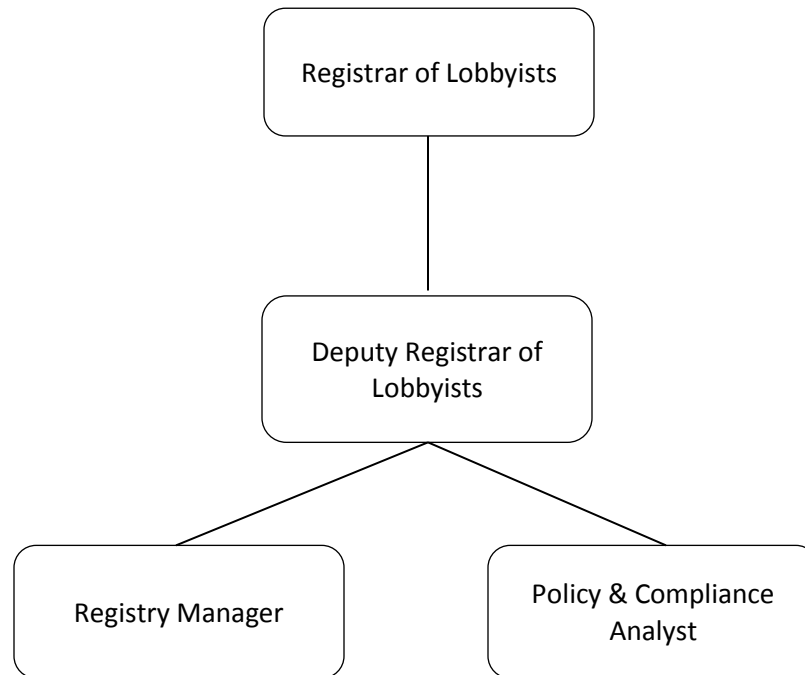 Registrar of Lobbyists
Deputy Registrar of
Lobbyists
Registry Manager
Policy & Compliance
Analyst